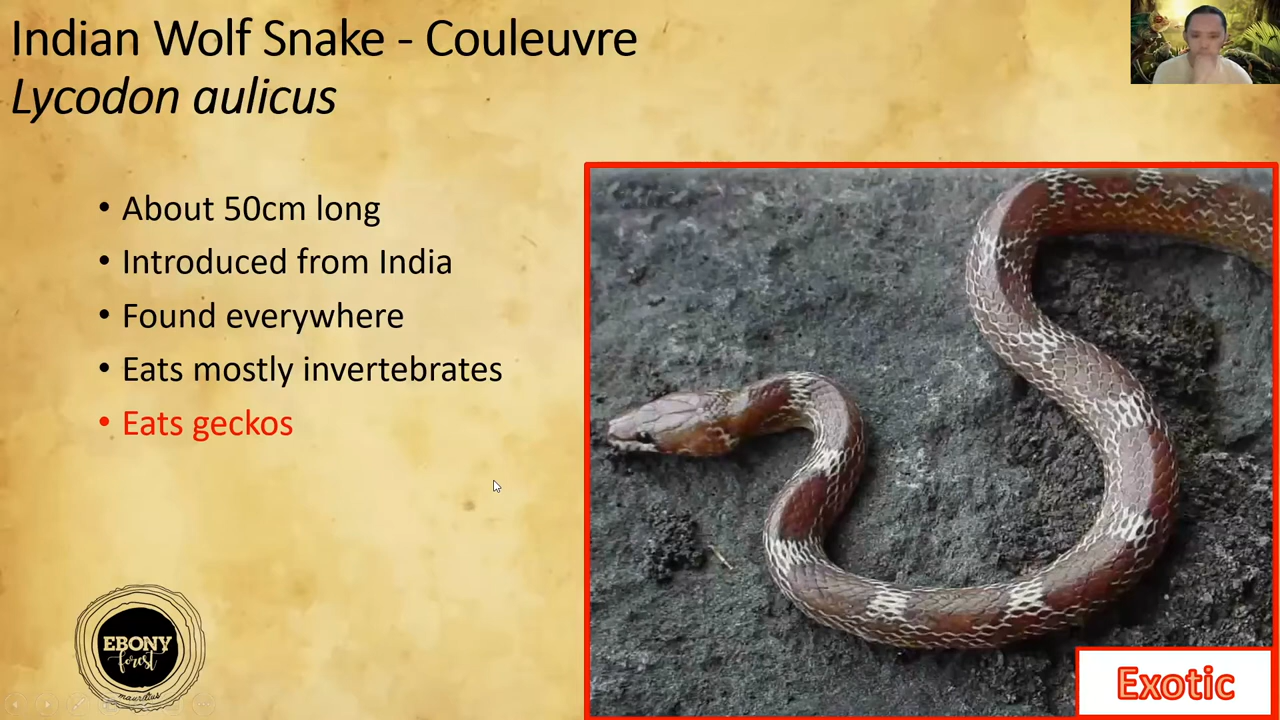 Indian Wolf Snake - Couleuvre
Lycodon aulicus
• About 50cm long
• Introduced from India
• Found everywhere
• Eats mostly invertebrates
• Eats geckos
EBONY
forest
mauritius
Exotic